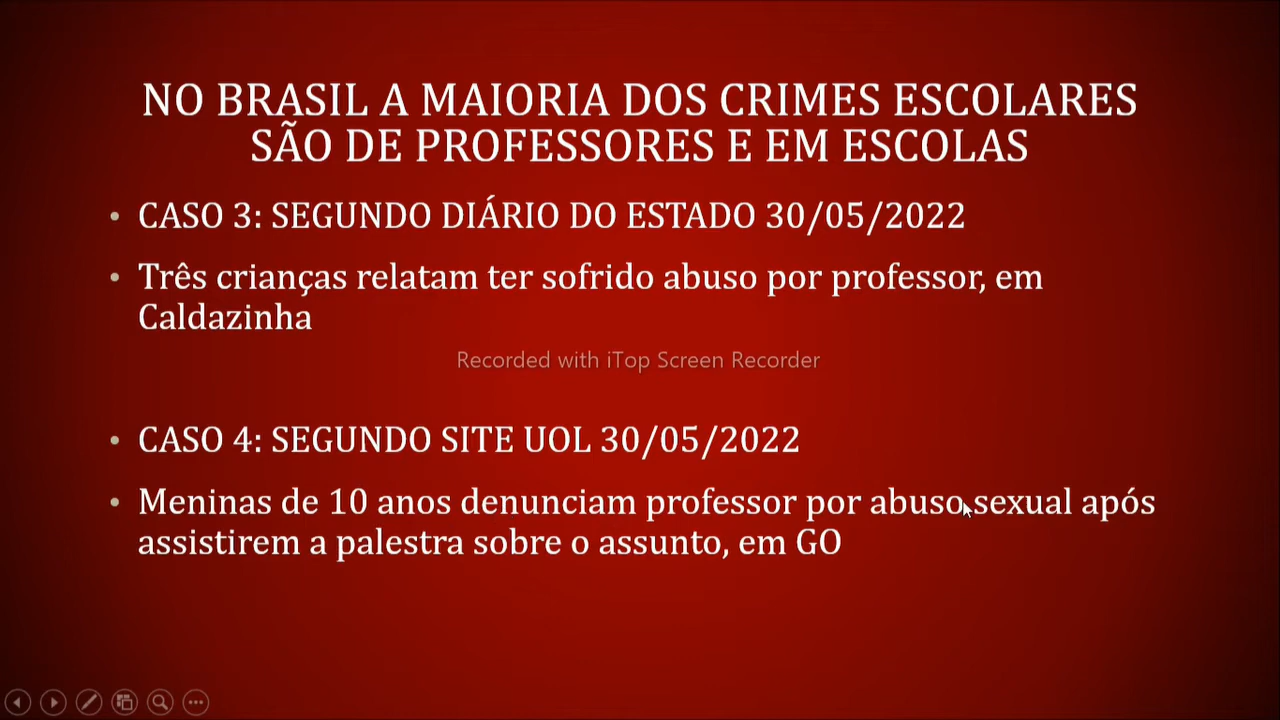 NO BRASIL A MAIORIA DOS CRIMES ESCOLARES
SÃO DE PROFESSORES E EM ESCOLAS
• CASO 3: SEGUNDO DIÁRIO DO ESTADO 30/05/2022
• Três crianças relatam ter sofrido abuso por professor, em
Caldazinha
Recorded with iTop Screen Recorder
• CASO 4: SEGUNDO SITE UOL 30/05/2022
• Meninas de 10 anos denunciam professor por abuso sexual após
assistirem a palestra sobre o assunto, em GO